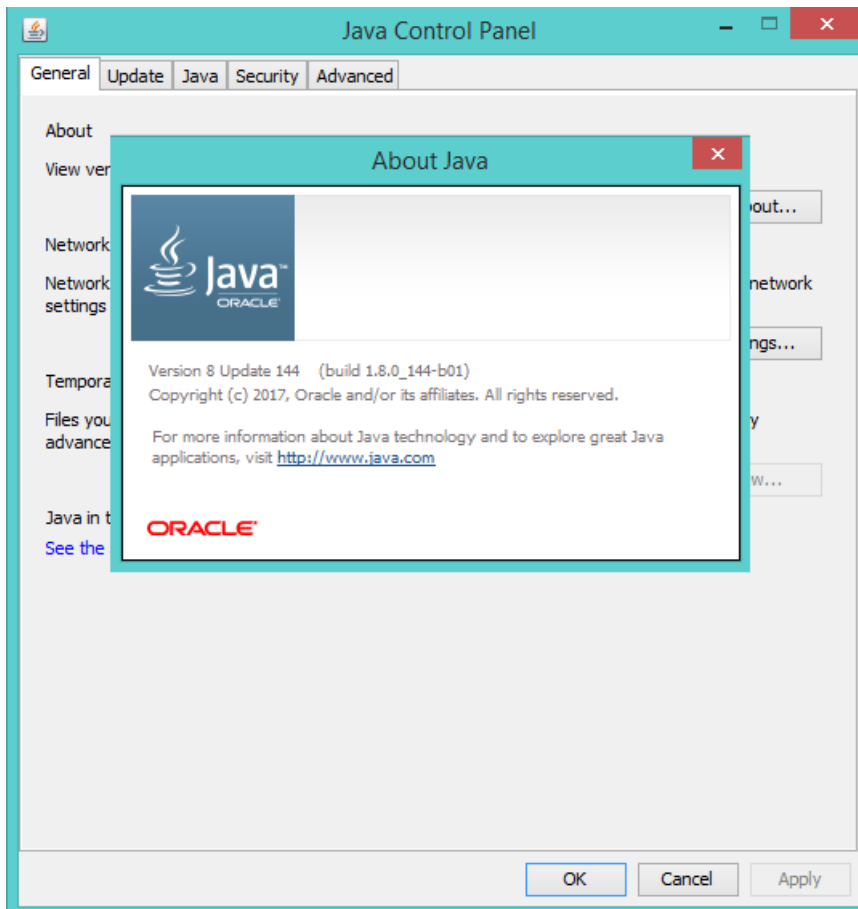 Java Control Panel
General Update Java Security Advanced
About
View ver
out...
Network
Network
network
settings
ngs...
Tempora
Files you
y
advance
w...
Java in t
See the
About Java
Java™
ORACLE
Version 8 Update 144 (build 1.8.0_144-b01)
Copyright (c) 2017, Oracle and/or its affiliates. All rights reserved.
For more information about Java technology and to explore great Java
applications, visit http://www.java.com
ORACLE
OK Cancel Apply